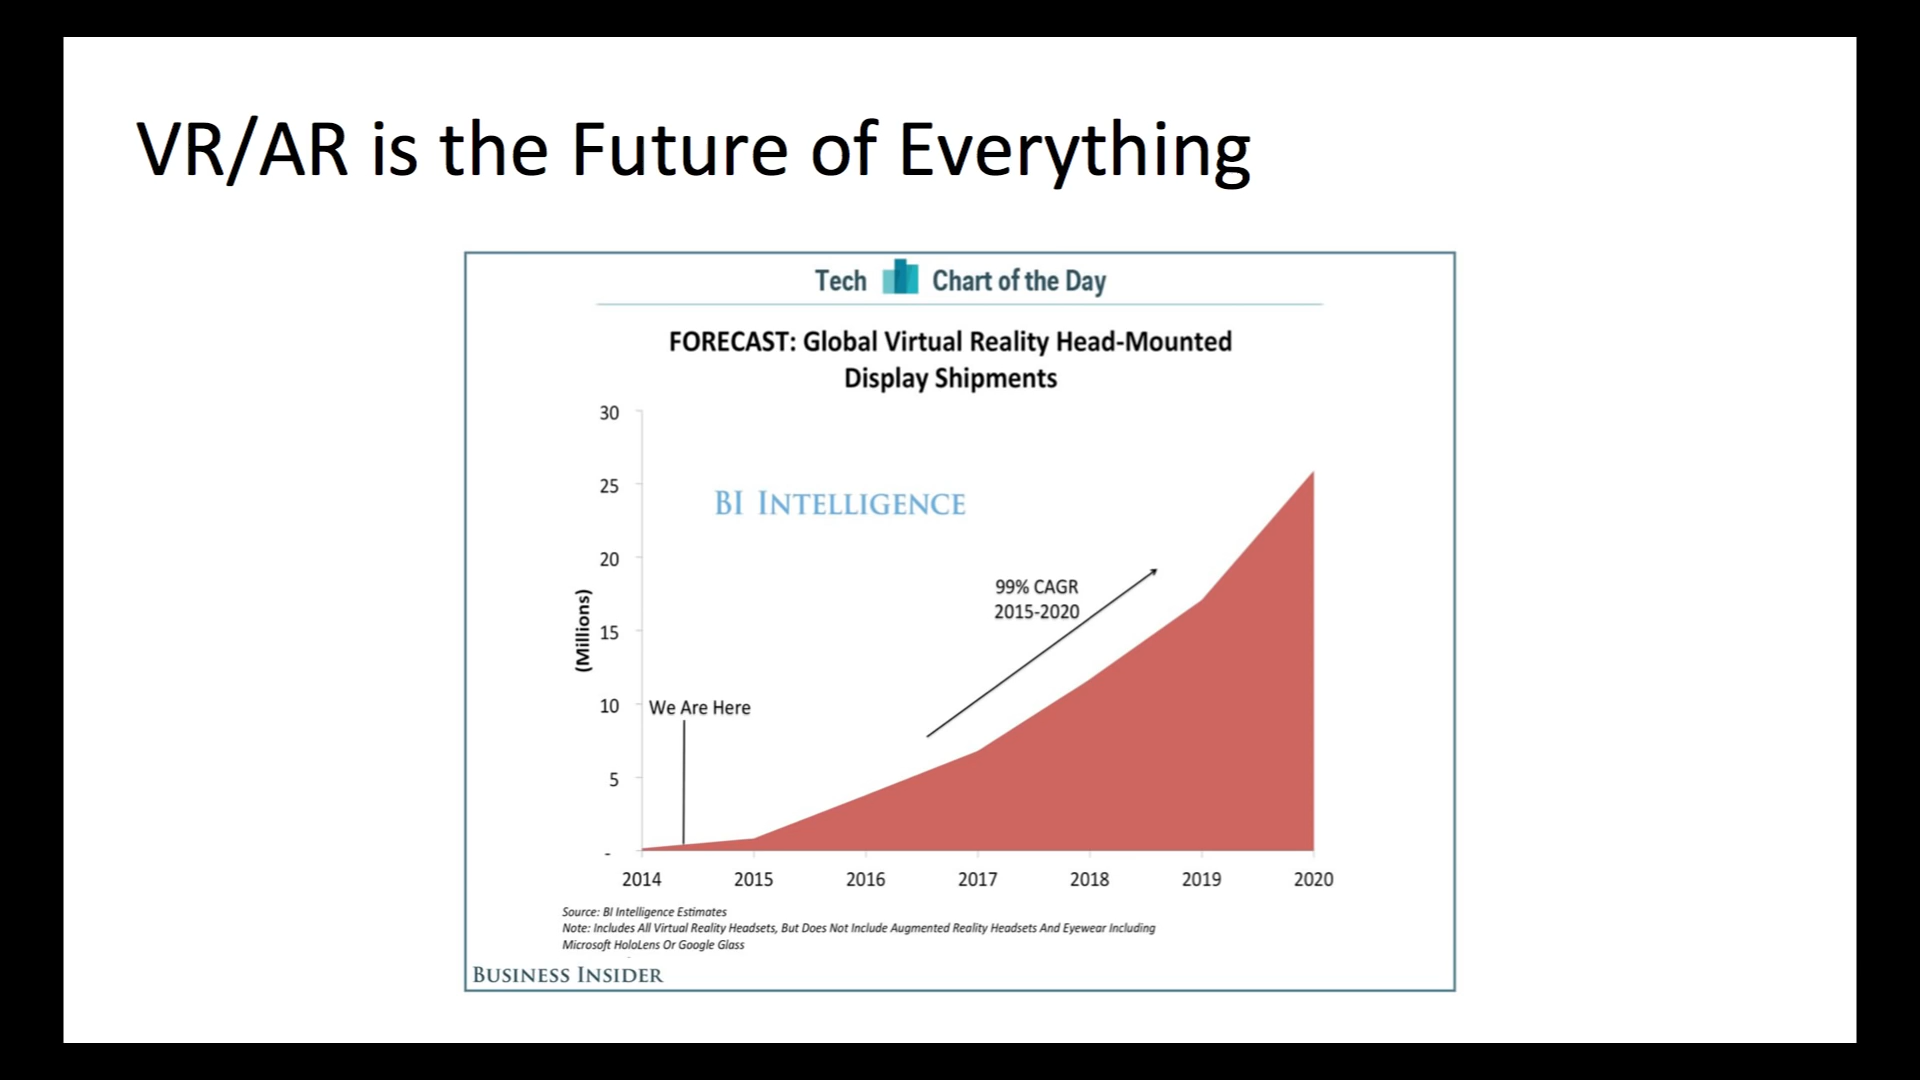 VR/AR is the Future of Everything
Tech Chart of the Day
FORECAST: Global Virtual Reality Head-Mounted
Display Shipments
30
25
BI INTELLIGENCE
20
99% CAGR
2015-2020
(Millions)
15
10
We Are Here
5
-
2014 2015 2016 2017 2018 2019 2020
Source: BI Intelligence Estimates
Note: Includes All Virtual Reality Headsets, But Does Not Include Augmented Reality Headsets And Eyewear Including
Microsoft HoloLens Or Google Glass
BUSINESS INSIDER